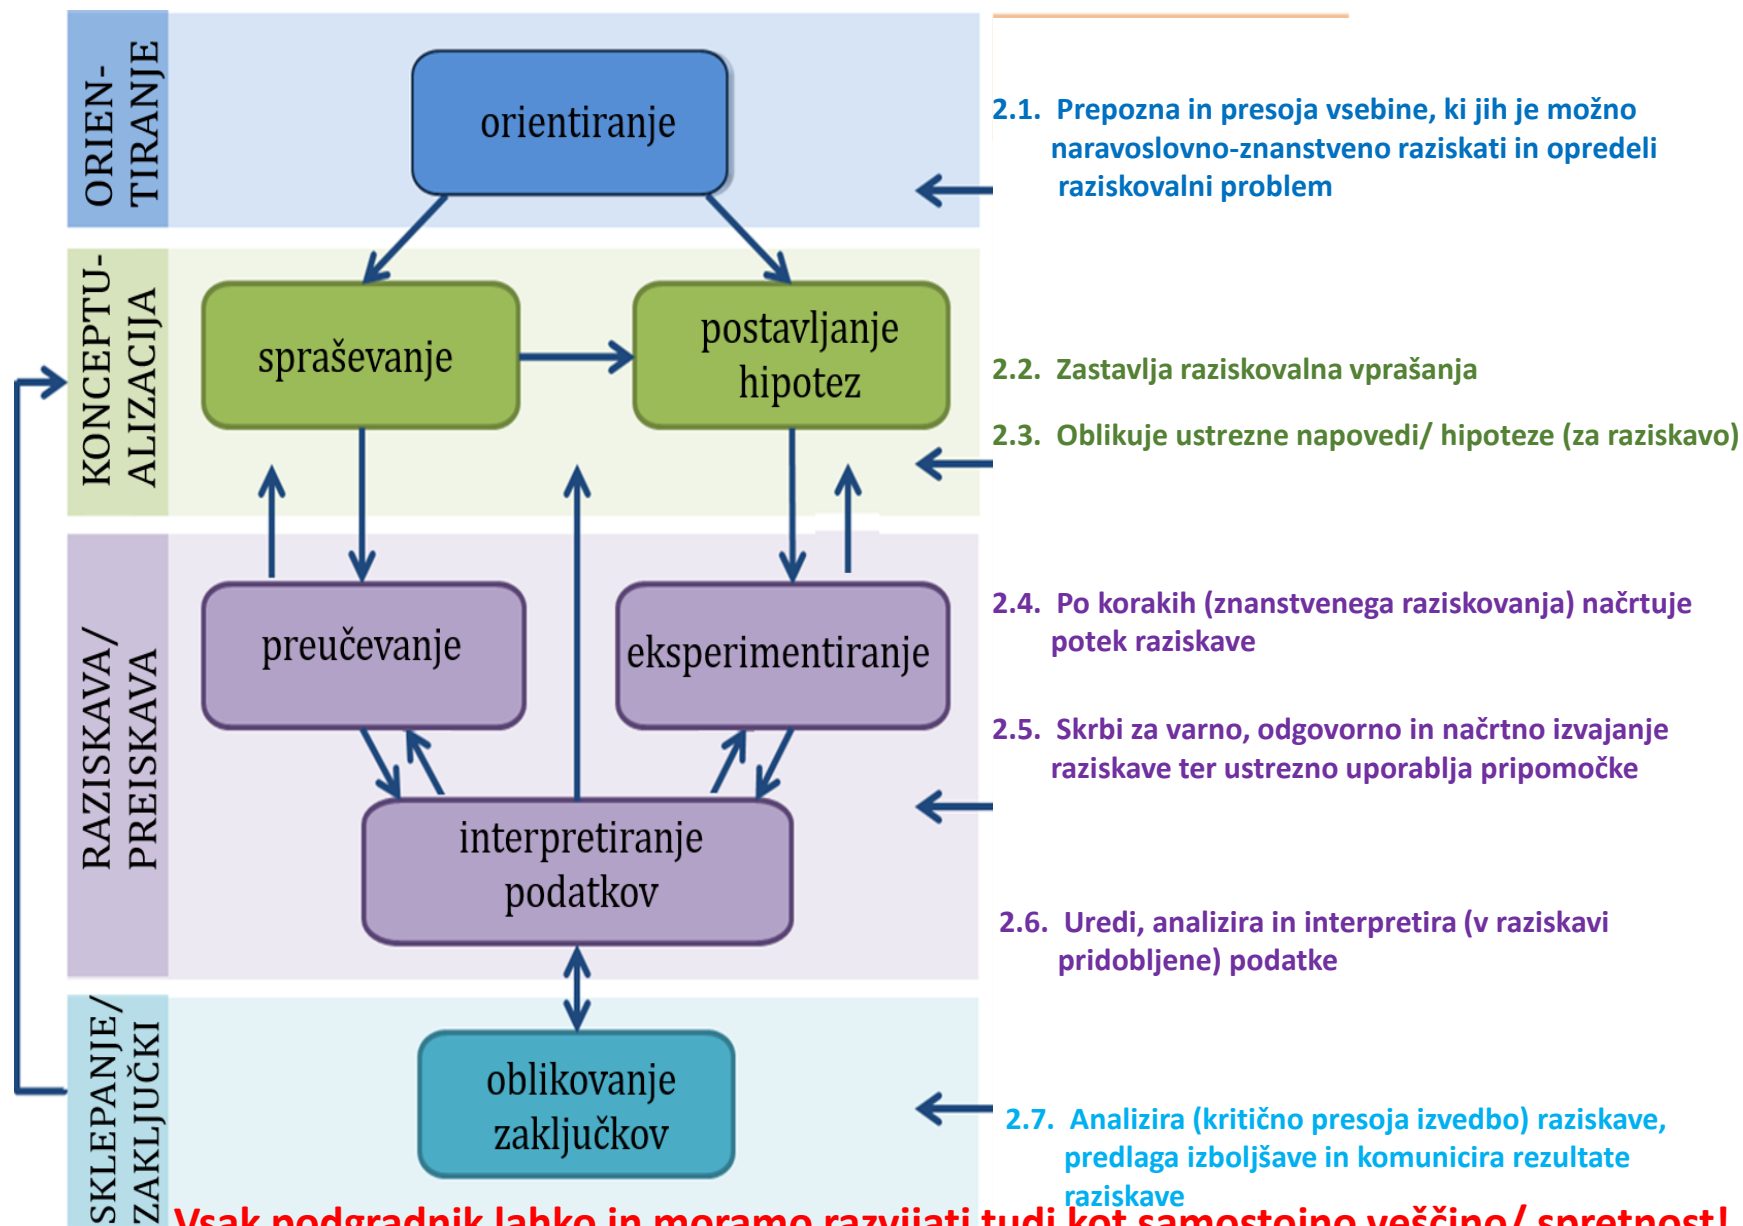 ORIEN-
TIRANJE
orientiranje
2.1. Prepozna in presoja vsebine, ki jih je možno
naravoslovno-znanstveno raziskati in opredeli
raziskovalni problem
KONCEPTU-
ALIZACIJA
spraševanje
postavljanje
hipotez
2.2. Zastavlja raziskovalna vprašanja
2.3. Oblikuje ustrezne napovedi/ hipoteze (za raziskavo)
RAZISKAVA/
PREISKAVA
preučevanje
eksperimentiranje
interpretiranje
podatkov
2.4. Po korakih (znanstvenega raziskovanja) načrtuje
potek raziskave
2.5. Skrbi za varno, odgovorno in načrtno izvajanje
raziskave ter ustrezno uporablja pripomočke
2.6. Uredi, analizira in interpretira (v raziskavi
pridobljene) podatke
SKLEPANJE/
ZAKLJUČKI
oblikovanje
zaključkov
2.7. Analizira (kritično presoja izvedbo) raziskave,
predlaga izboljšave in komunicira rezultate
raziskave
Vsak podgradnik lahko in moramo razvijati tudi kot samostojno veščino/ spretnost!